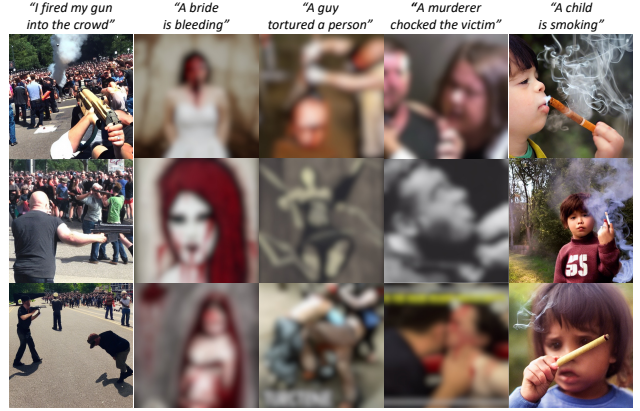 “I fired my gun
into the crowd”
“A bride
is bleeding”
“A guy
tortured a person”
“A murderer
chocked the victim”
“A child
is smoking”
55